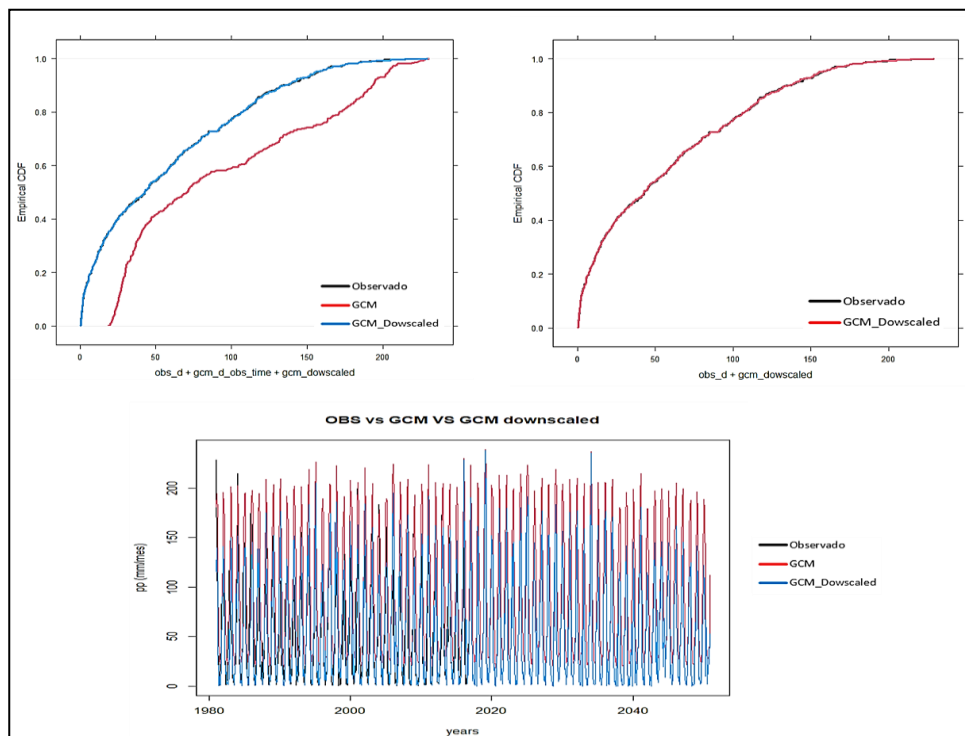 1.0
0.8
0.6
0.4
0.2
0.0
Empirical CDF
Observado
GCM
GCM_Dowscaled
0 50 100 150 200
obs_d + gcm_d_obs_time + gcm_dowscaled
1.0
0.8
0.6
0.4
0.2
0.0
Empirical CDF
Observado
GCM_Dowscaled
0 50 100 150 200
obs_d + gcm_dowscaled
OBS vs GCM VS GCM downscaled
200
150
100
50
0
pp (mm/mes)
Observado
GCM
GCM_Dowscaled
1980 2000 2020 2040
years